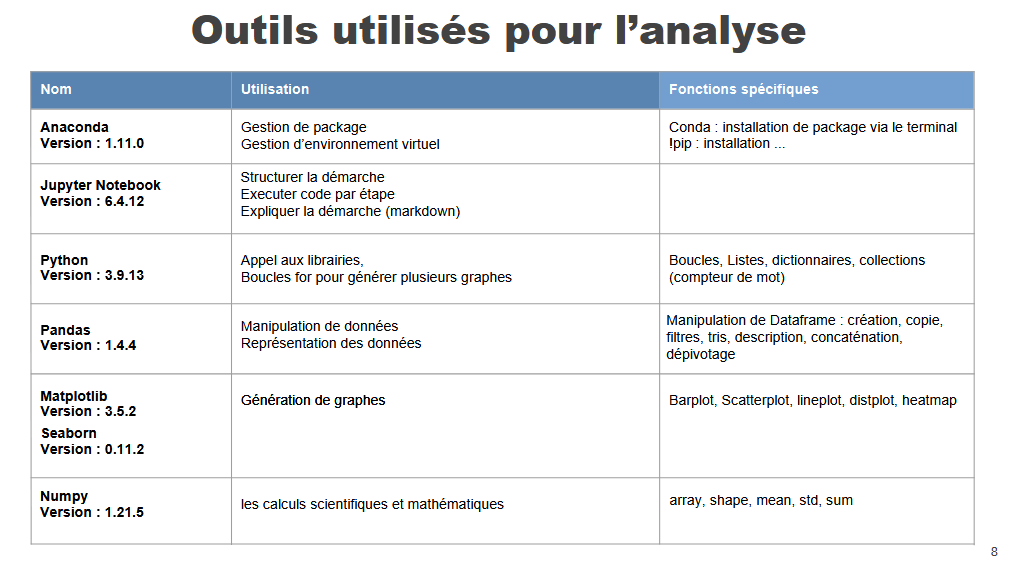 Outils utilisés pour l’analyse
Nom
Utilisation
Fonctions spécifiques
Anaconda
Version : 1.11.0
Gestion de package
Gestion d’environnement virtuel
Conda : installation de package via le terminal
!pip : installation ...
Jupyter Notebook
Version : 6.4.12
Structurer la démarche
Executer code par étape
Expliquer la démarche (markdown)
Python
Version : 3.9.13
Appel aux librairies,
Boucles for pour générer plusieurs graphes
Boucles, Listes, dictionnaires, collections
(compteur de mot)
Pandas
Version : 1.4.4
Manipulation de données
Représentation des données
Manipulation de Dataframe : création, copie,
filtres, tris, description, concaténation,
dépivotage
Matplotlib
Version : 3.5.2
Seaborn
Version : 0.11.2
Génération de graphes
Barplot, Scatterplot, lineplot, distplot, heatmap
Numpy
Version : 1.21.5
les calculs scientifiques et mathématiques
array, shape, mean, std, sum
8